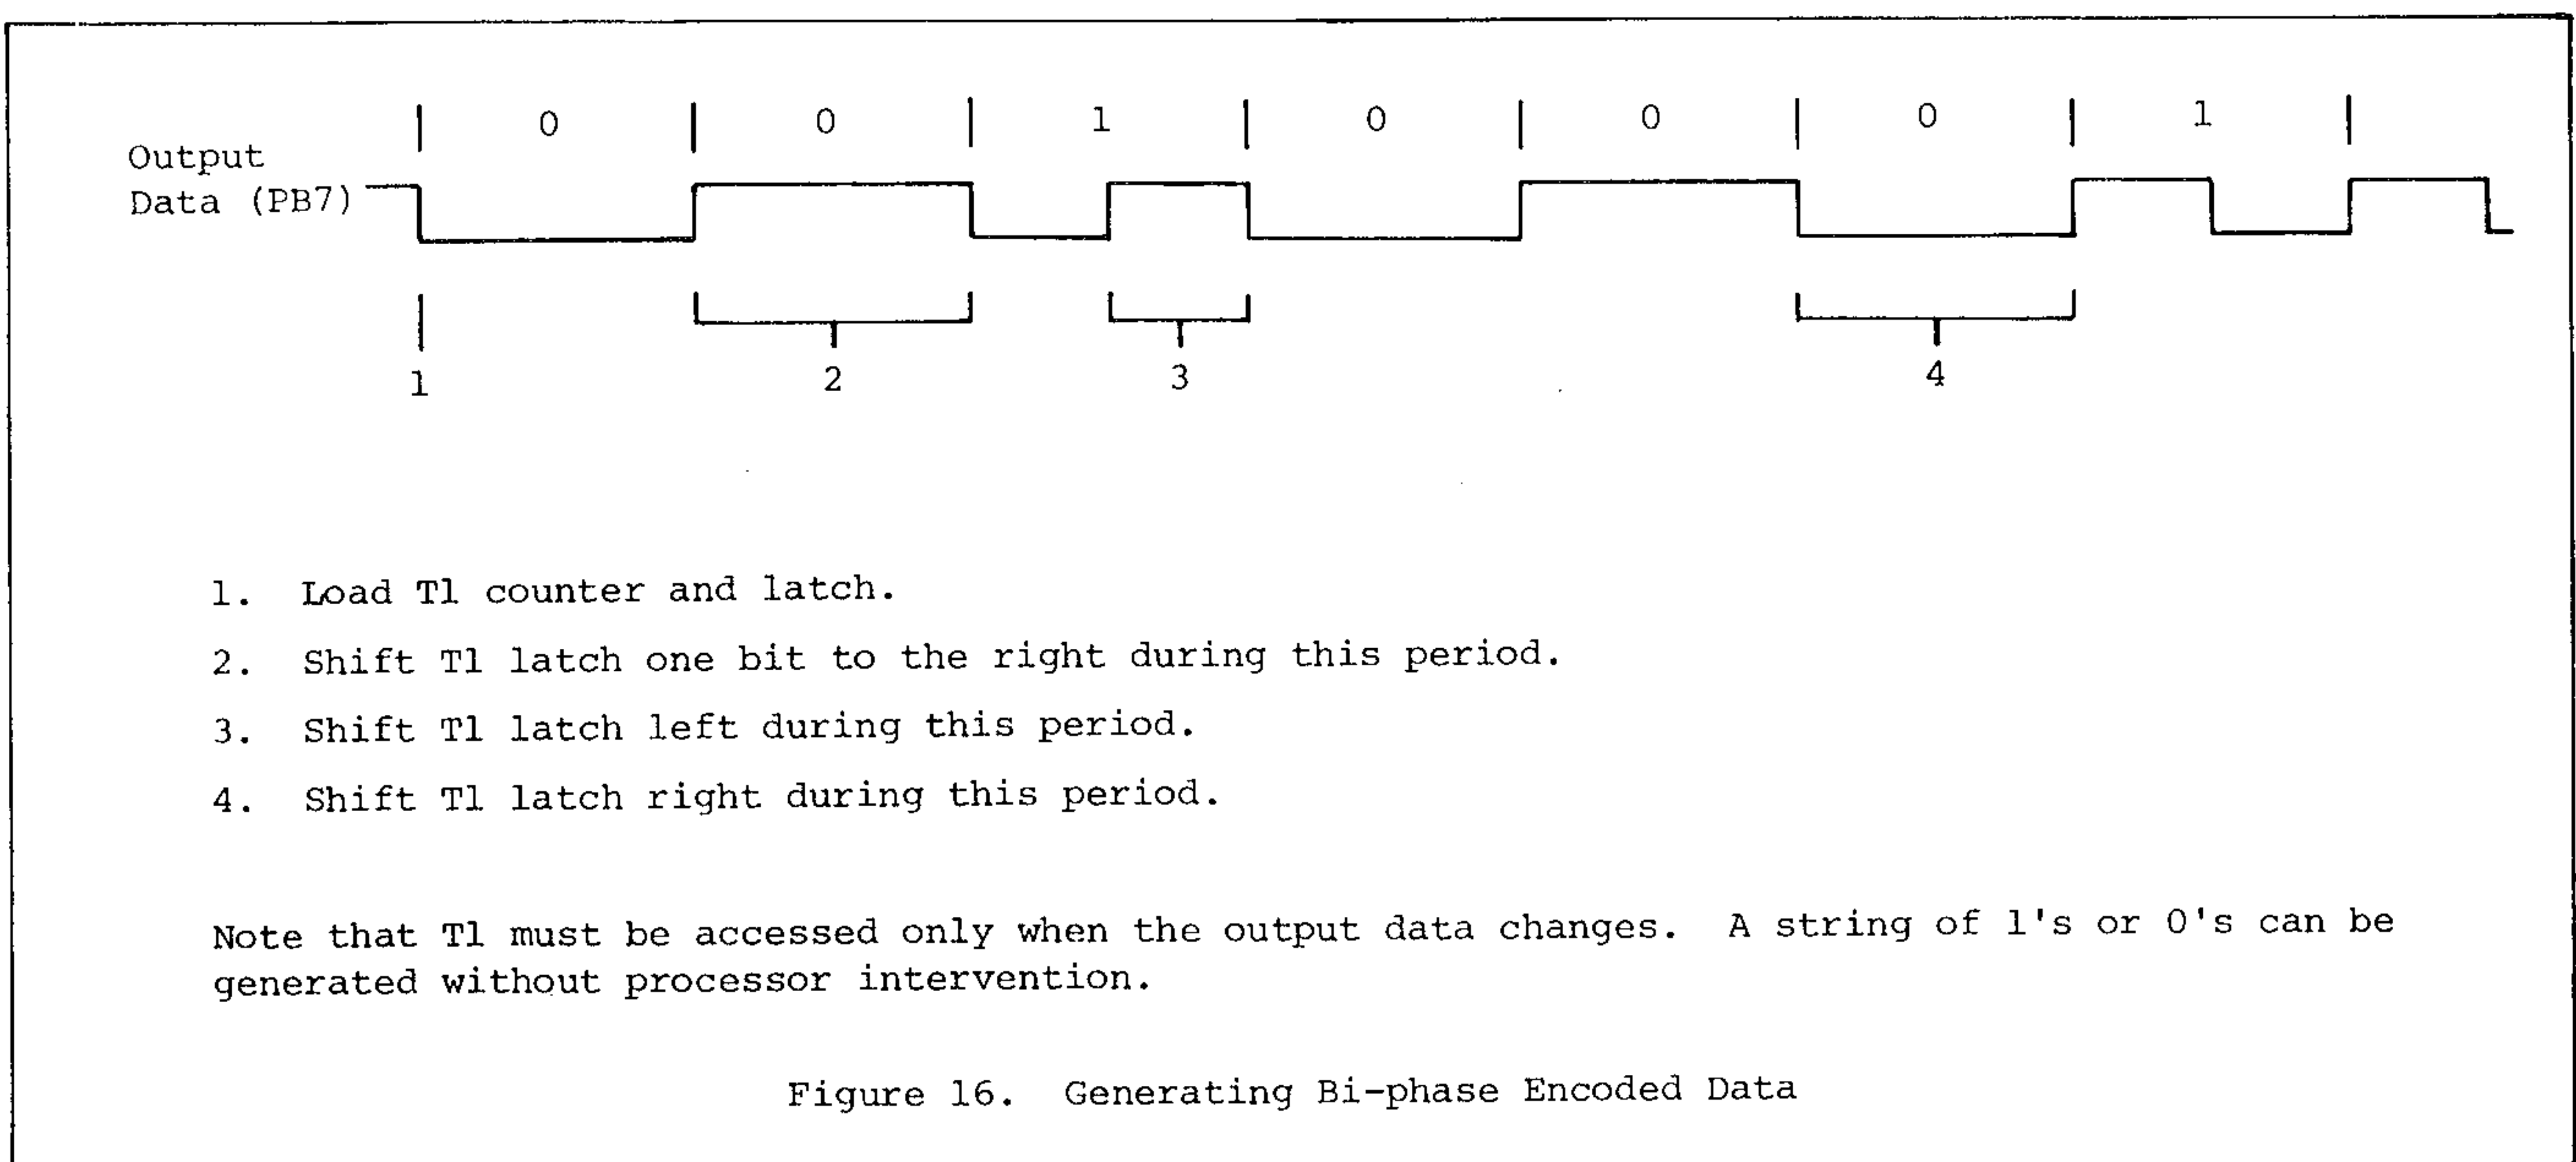 0 0 1 0 0 0 1
Output
Data (PB7)
1 2 3 4
1. Load T1 counter and latch.
2. Shift T1 latch one bit to the right during this period.
3. Shift T1 latch left during this period.
4. Shift T1 latch right during this period.
Note that T1 must be accessed only when the output data changes. A string of 1's or 0's can be
generated without processor intervention.
Figure 16. Generating Bi-phase Encoded Data